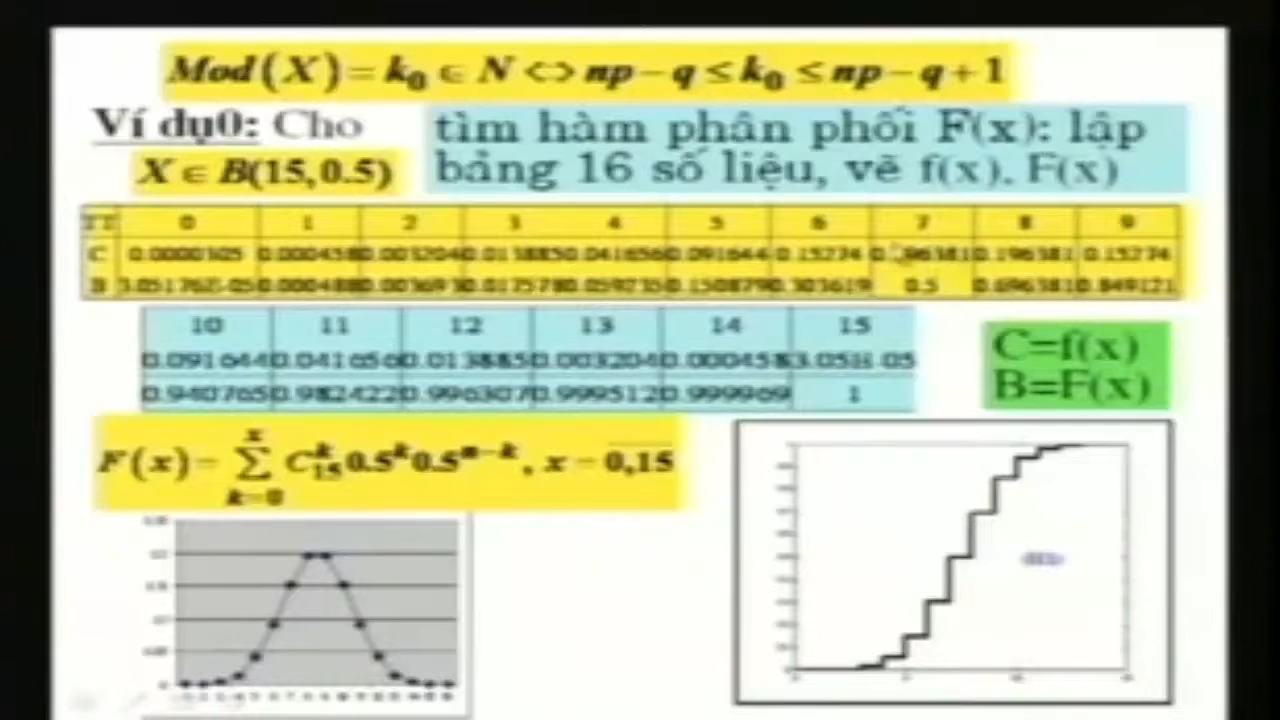 Mod(X) = k₀ ∈ N ⇔ np − q ≤ k₀ ≤ np − q + 1
Ví dụ0: Cho
X ∈ B(15,0.5)
tìm hàm phân phối F(x): lập
bảng 16 số liệu, vẽ f(x). F(x)
TT 0 1 2 3 4 5 6 7 8 9
C 0.0000305 0.000458 0.003204 0.013885 0.041656 0.091644 0.15274 0.196381 0.196381 0.15274
B 3.05176E-05 0.000488 0.003693 0.017578 0.059235 0.150879 0.303619 0.5 0.696381 0.849121
10 11 12 13 14 15
0.091644 0.041656 0.013885 0.003204 0.000458 3.05E-05
0.940765 0.982422 0.996307 0.999512 0.999969 1
C=f(x)
B=F(x)
F(x) = ∑ₖ₌₀ˣ C₁₅ᵏ 0.5ᵏ 0.5ⁿ⁻ᵏ, x = 0,15